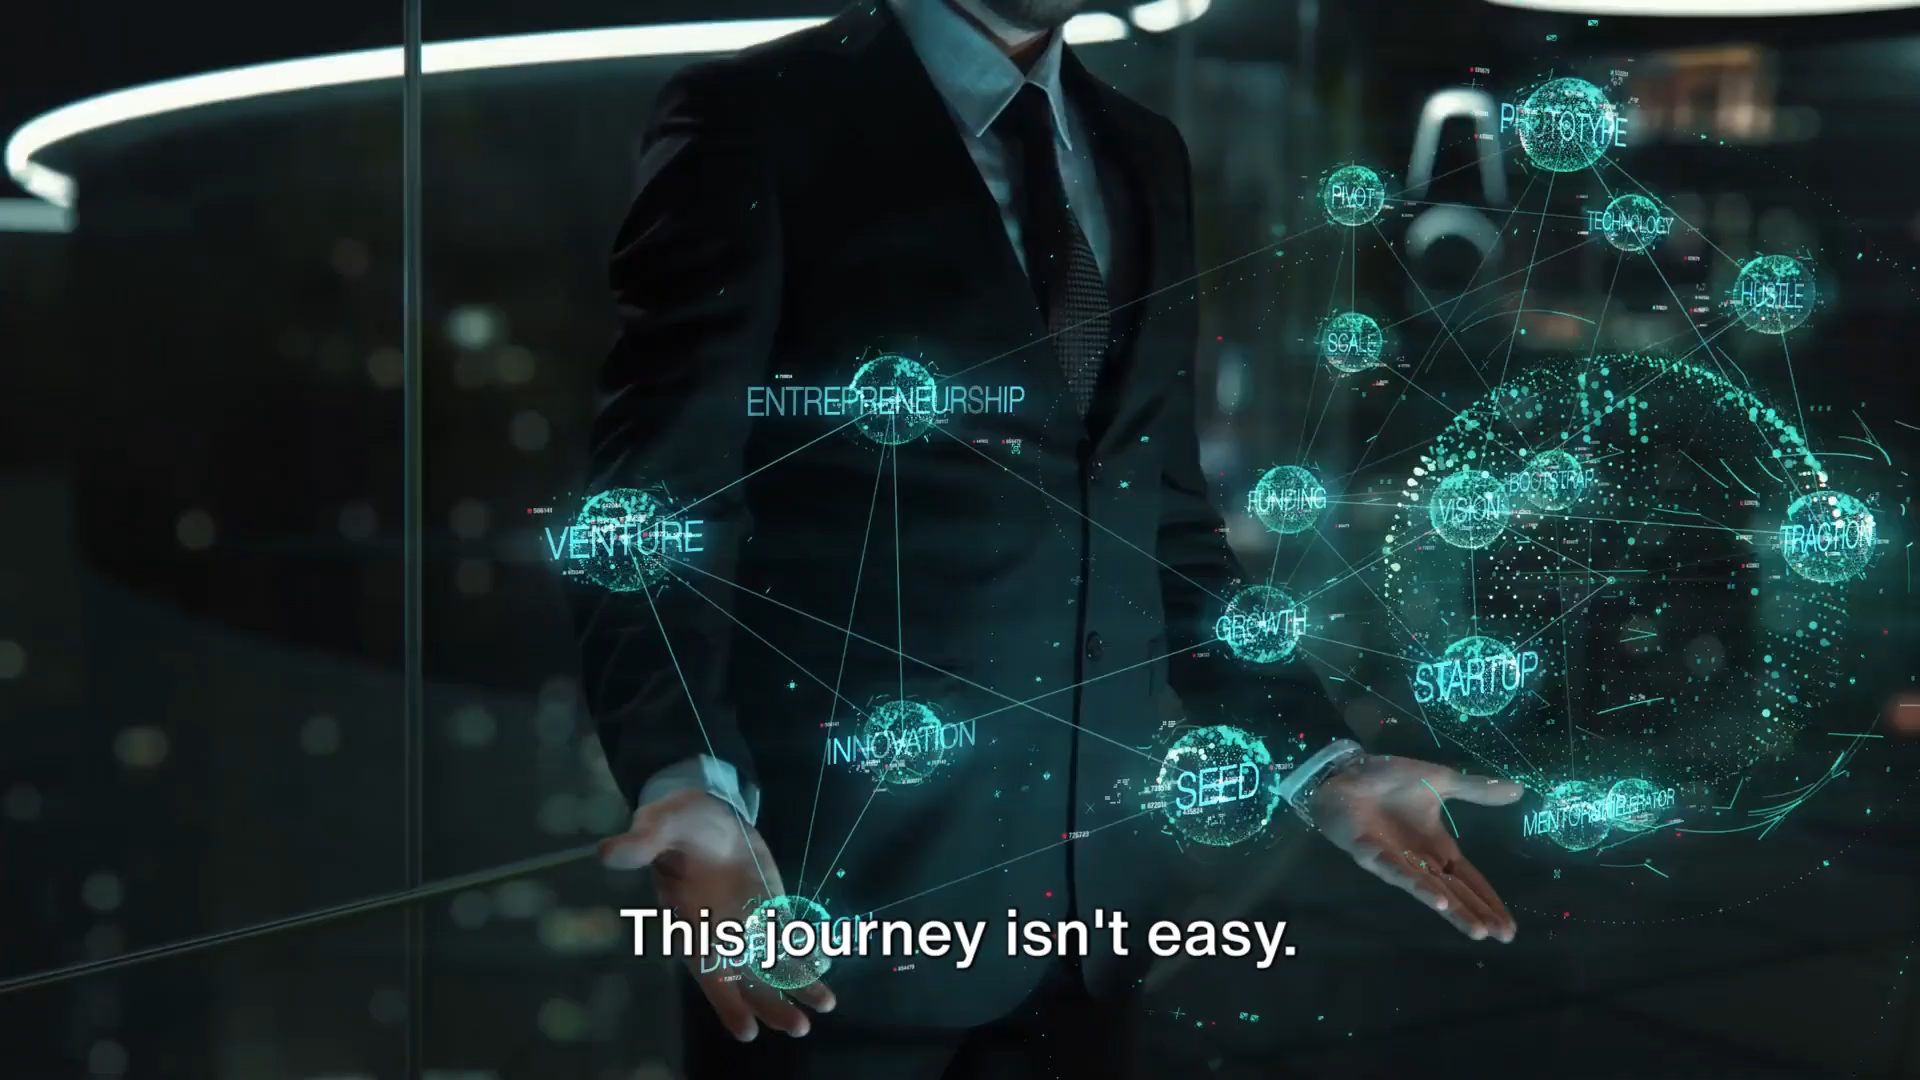 PROTOTYPE
PIVOT
TECHNOLOGY
HUSTLE
SCALE
ENTREPRENEURSHIP
BOOTSTRAP
FUNDING
VISION
VENTURE
TRACTION
GROWTH
STARTUP
INNOVATION
SEED
MENTORSHIP
This journey isn't easy.